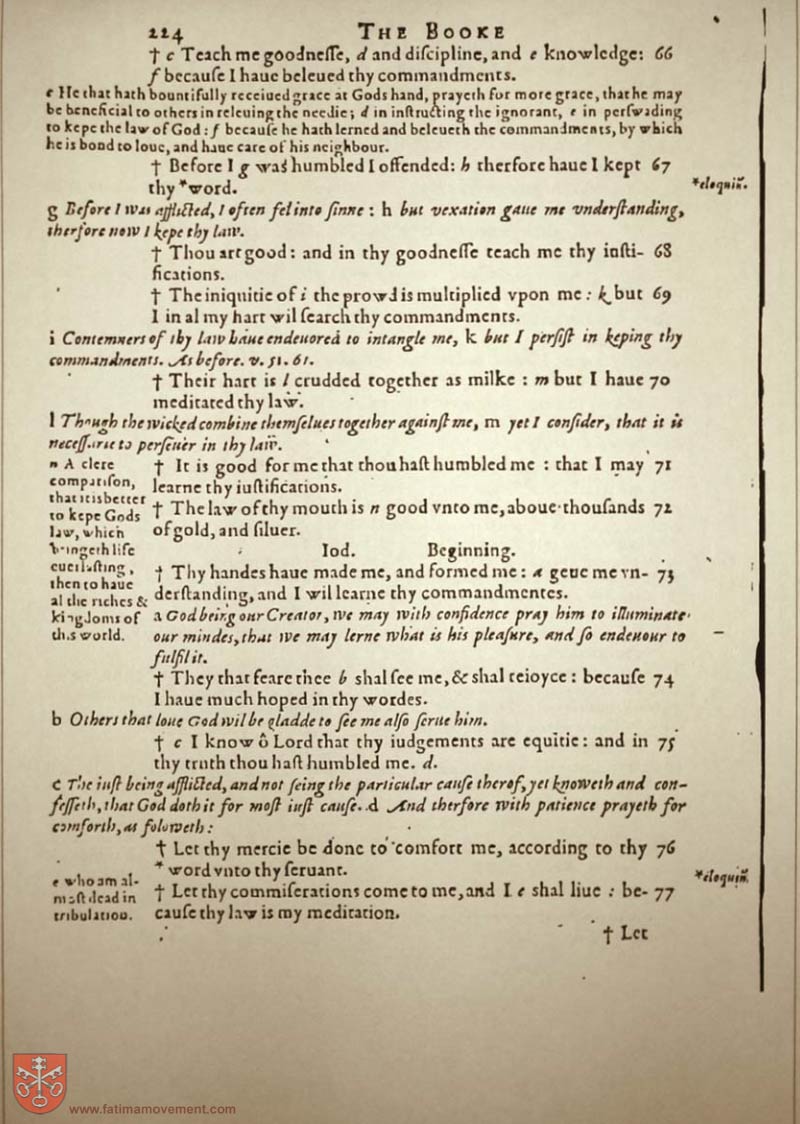 224 THE BOOKE
† c Teach me goodneſſe, d and diſcipline, and e knowledge: 66
f becauſe I haue beleued thy commandments.
e He that hath bountifully receiued grace at Gods hand, prayeth for more grace, that he may
be beneficial to others in releuing the needie; d in inſtructing the ignorant, e in perſwading
to kepe the law of God: f becauſe he hath lerned and beleueth the commandments, by which
he is bond to loue, and haue care of his neighbour.
† Before I g was humbled I offended: h therfore haue I kept 67
thy *word.
*eloquiũ.
g Before I was afflicted, I often fel into ſinne: h but vexation gaue me vnderſtanding,
therfore now I kepe thy law.
† Thou art good: and in thy goodneſſe teach me thy iuſti- 68
fications.
† The iniquitie of i the prowd is multiplied vpon me: k but 69
I in al my hart wil ſearch thy commandments.
i Contemners of thy law haue endeuored to intangle me, k but I perſiſt in keping thy
commandments. As before. v. 51. 61.
† Their hart is l crudded together as milke: m but I haue 70
meditated thy law.
l Though the wicked combine themſelues together againſt me, m yet I conſider, that it is
neceſſarie to perſeuer in thy law.
n A clere
compariſon,
that it is better
to kepe Gods
law, which
bringeth life
euerlaſting,
then to haue
al the riches &
kingdoms of
this world.
† It is good for me that thou haſt humbled me: that I may 71
learne thy iuſtifications.
† The law of thy mouth is n good vnto me, aboue thouſands 72
of gold, and ſiluer.
Iod. Beginning.
† Thy handes haue made me, and formed me: a geue me vn- 73
derſtanding, and I wil learne thy commandmentes.
a God being our Creator, we may with confidence pray him to illuminate
our mindes, that we may lerne what is his pleaſure, and ſo endeuour to
fulfil it.
† They that feare thee b shal ſee me, & shal reioyce: becauſe 74
I haue much hoped in thy wordes.
b Others that loue God wil be gladde to ſee me alſo ſerue him.
† c I know ô Lord that thy iudgements are equitie: and in 75
thy truth thou haſt humbled me. d.
c The iuſt being afflicted, and not ſeing the particular cauſe therof, yet knoweth and con-
feſſeth, that God doth it for moſt iuſt cauſe. d And therfore with patience prayeth for
comforth, as foloweth:
† Let thy mercie be done to comfort me, according to thy 76
* word vnto thy ſeruant.
*eloquiũ.
e who am al-
moſt dead in
tribulation.
† Let thy commiſerations come to me, and I e shal liue: be- 77
cauſe thy law is my meditation.
† Let
www.fatimamovement.com